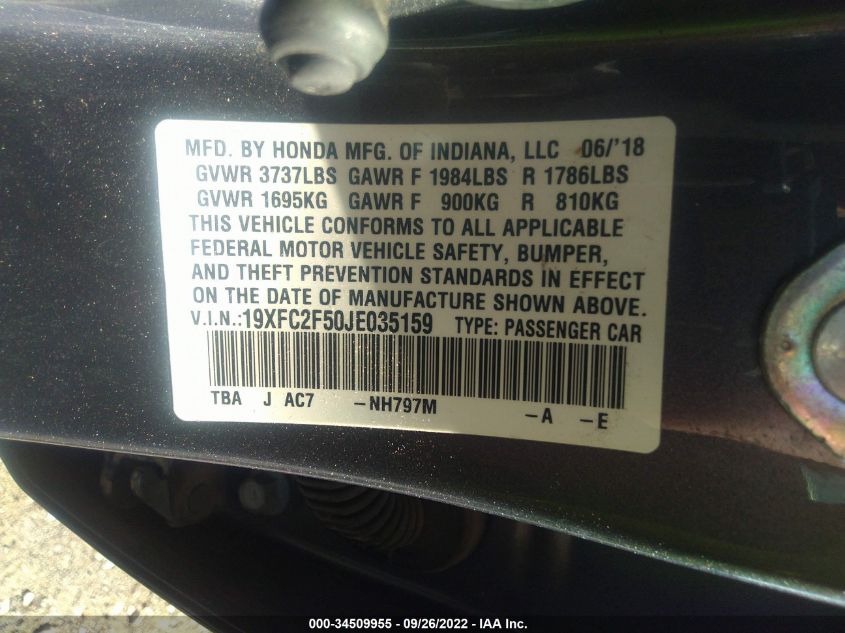 MFD. BY HONDA MFG. OF INDIANA, LLC 06/'18
GVWR 3737LBS GAWR F 1984LBS R 1786LBS
GVWR 1695KG GAWR F 900KG R 810KG
THIS VEHICLE CONFORMS TO ALL APPLICABLE
FEDERAL MOTOR VEHICLE SAFETY, BUMPER,
AND THEFT PREVENTION STANDARDS IN EFFECT
ON THE DATE OF MANUFACTURE SHOWN ABOVE.
V.I.N.:19XFC2F50JE035159 TYPE: PASSENGER CAR
TBA J AC7 -NH797M -A -E
000-34509955 - 09/26/2022 - IAA Inc.